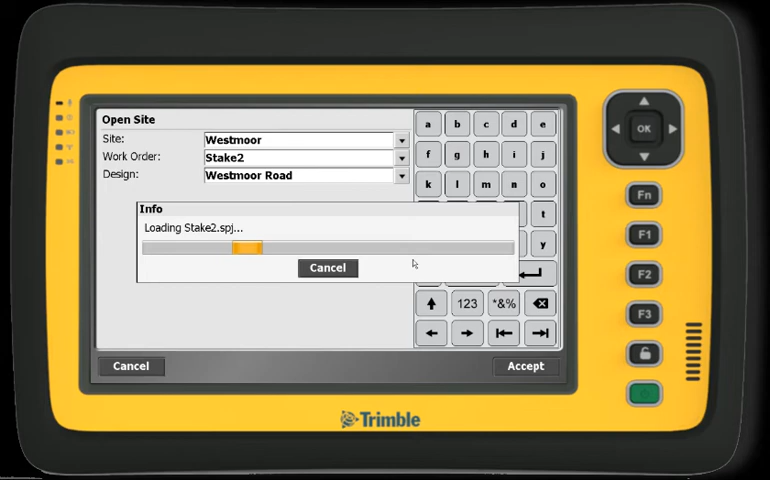 Open Site
Site: Westmoor
Work Order: Stake2
Design: Westmoor Road
Info
Loading Stake2.spj...
Cancel
a b c d e
f g h i j
k l m n o
t
y
123 *&%
Cancel Accept
OK
Fn
F1
F2
F3
Trimble